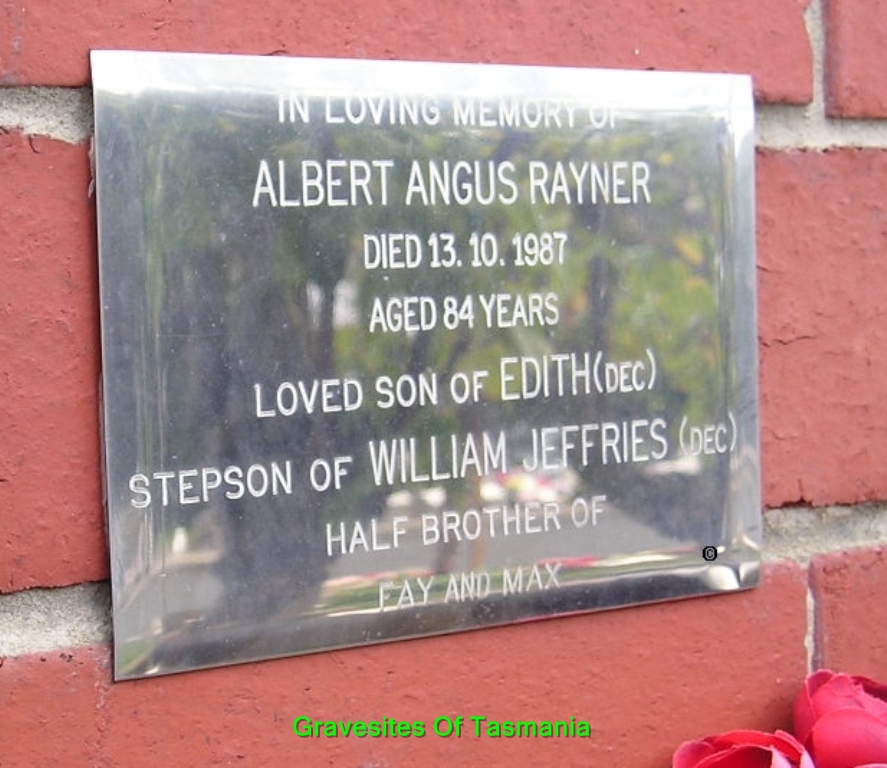 IN LOVING MEMORY OF
ALBERT ANGUS RAYNER
DIED 13. 10. 1987
AGED 84 YEARS
LOVED SON OF EDITH (DEC)
STEPSON OF WILLIAM JEFFRIES (DEC)
HALF BROTHER OF
FAY AND MAX
©
Gravesites Of Tasmania